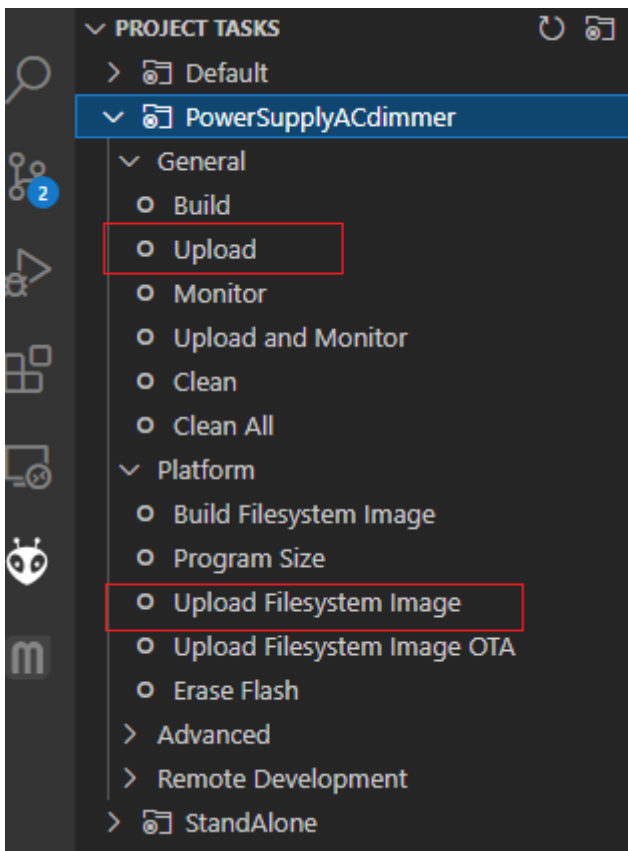 PROJECT TASKS
Default
PowerSupplyACdimmer
General
2
Build
Upload
Monitor
Upload and Monitor
Clean
Clean All
Platform
Build Filesystem Image
Program Size
Upload Filesystem Image
Upload Filesystem Image OTA
m
Erase Flash
Advanced
Remote Development
StandAlone